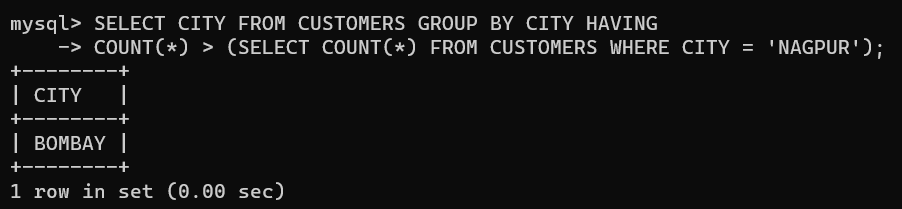 mysql> SELECT CITY FROM CUSTOMERS GROUP BY CITY HAVING
    -> COUNT(*) > (SELECT COUNT(*) FROM CUSTOMERS WHERE CITY = 'NAGPUR');
+--------+
| CITY   |
+--------+
| BOMBAY |
+--------+
1 row in set (0.00 sec)